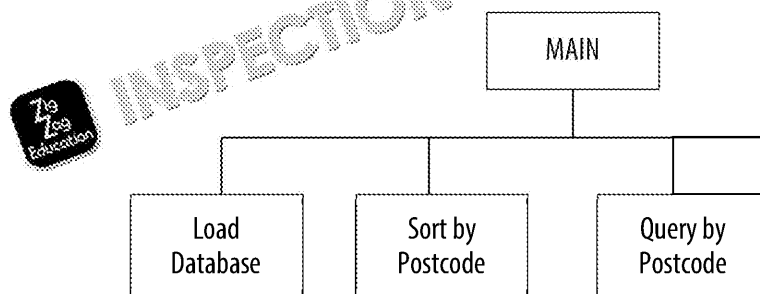 INSPECTION
MAIN
Zig
Zag
Education
Load
Database
Sort by
Postcode
Query by
Postcode